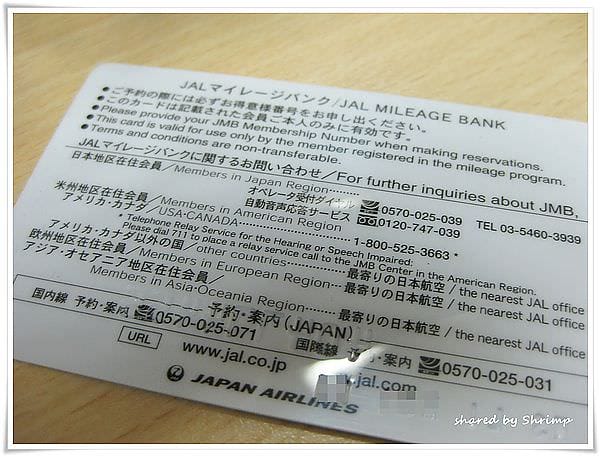 JALマイレージバンク/JAL MILEAGE BANK
●ご予約の際には必ずお得意様番号をお申し出ください。
●このカードは記載された会員ご本人のみに有効です。
●Please provide your JMB Membership Number when making reservations.
●This card is valid for use only by the member registered in the mileage program.
●Terms and conditions are non-transferable.
JALマイレージバンクに関するお問い合わせ/For further inquiries about JMB,
日本地区在住会員/Members in Japan Region
オペレータ受付ダイヤル 0570-025-039 TEL 03-5460-3939
自動音声応答サービス 0120-747-039
米州地区在住会員/Members in American Region
アメリカ・カナダ/USA·CANADA 1-800-525-3663 *
* Telephone Relay Service for the Hearing or Speech Impaired:
Please dial 711 to place a relay service call to the JMB Center in the American Region.
アメリカ・カナダ以外の国/other countries 最寄りの日本航空/the nearest JAL office
欧州地区在住会員/Members in European Region 最寄りの日本航空/the nearest JAL office
アジア・オセアニア地区在住会員/
Members in Asia·Oceania Region 最寄りの日本航空/the nearest JAL office
予約・案内(JAPAN)
国内線 予約・案内 0570-025-071 国際線 予約・案内 0570-025-031
URL www.jal.co.jp jal.com
JAPAN AIRLINES
shared by Shrimp